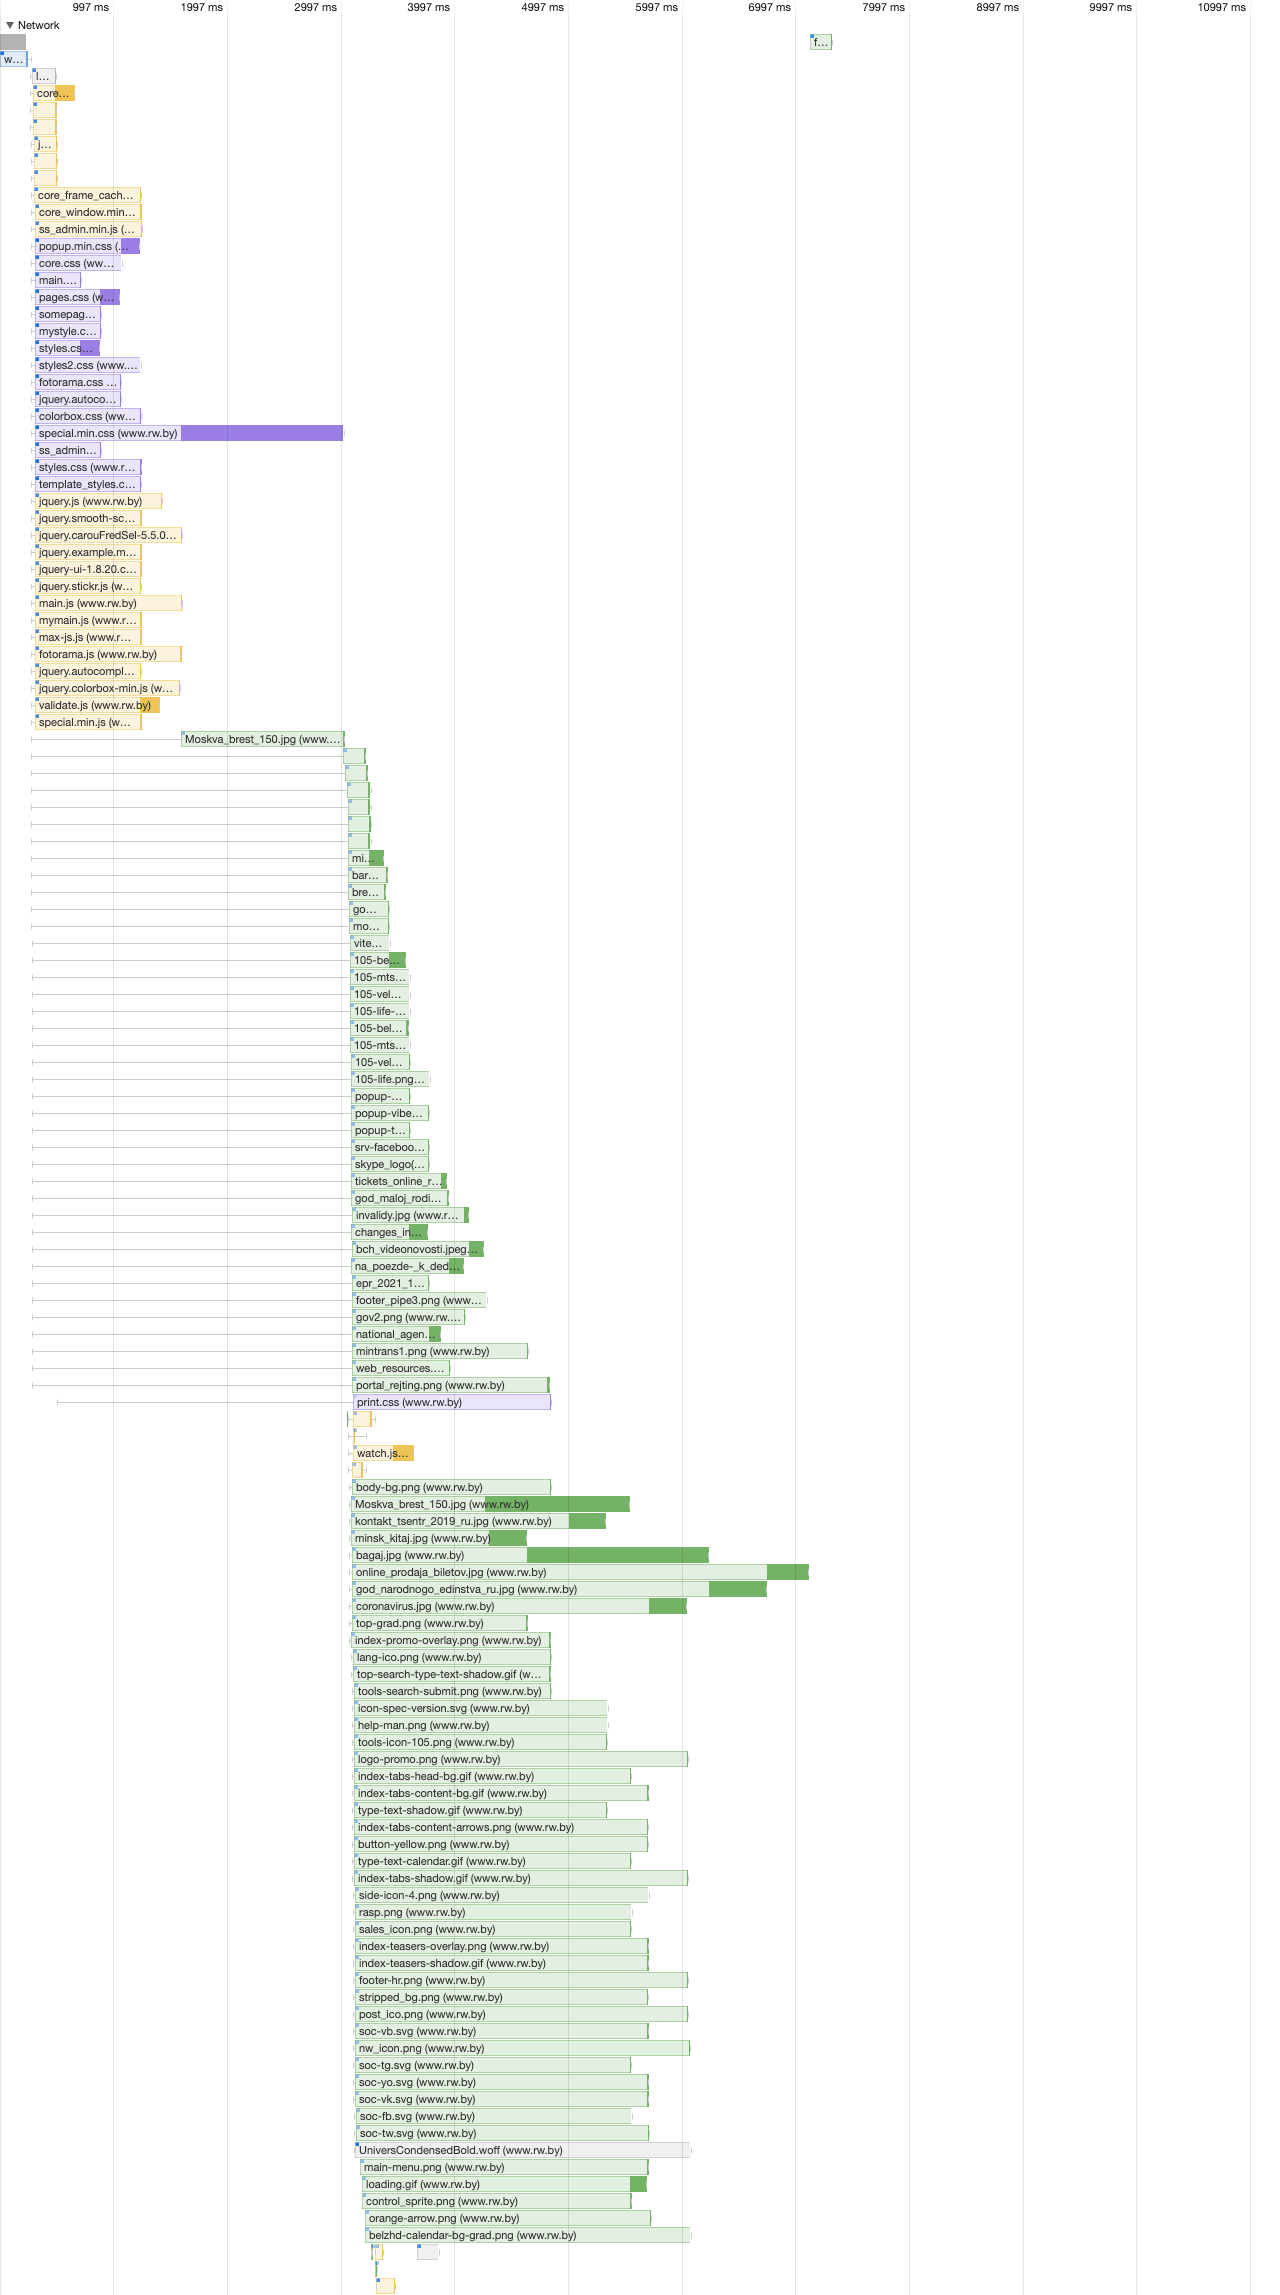 997 ms 1997 ms 2997 ms 3997 ms 4997 ms 5997 ms 6997 ms 7997 ms 8997 ms 9997 ms 10997 ms
▼ Network
f…
w…
l…
core…
j…
core_frame_cach…
core_window.min…
ss_admin.min.js (…
popup.min.css (…
core.css (ww…
main.…
pages.css (w…
somepag…
mystyle.c…
styles.cs…
styles2.css (www.…
fotorama.css …
jquery.autoco…
colorbox.css (ww…
special.min.css (www.rw.by)
ss_admin…
styles.css (www.r…
template_styles.c…
jquery.js (www.rw.by)
jquery.smooth-sc…
jquery.carouFredSel-5.5.0…
jquery.example.m…
jquery-ui-1.8.20.c…
jquery.stickr.js (w…
main.js (www.rw.by)
mymain.js (www.r…
max-js.js (www.r…
fotorama.js (www.rw.by)
jquery.autocompl…
jquery.colorbox-min.js (w…
validate.js (www.rw.by)
special.min.js (w…
Moskva_brest_150.jpg (www.…
mi…
bar…
bre…
go…
mo…
vite…
105-be…
105-mts…
105-vel…
105-life-…
105-bel…
105-mts…
105-vel…
105-life.png…
popup-…
popup-vibe…
popup-t…
srv-faceboo…
skype_logo(…
tickets_online_r…
god_maloj_rodi…
invalidy.jpg (www.r…
changes_in…
bch_videonovosti.jpeg…
na_poezde-_k_ded…
epr_2021_1…
footer_pipe3.png (www…
gov2.png (www.rw.…
national_agen…
mintrans1.png (www.rw.by)
web_resources.…
portal_rejting.png (www.rw.by)
print.css (www.rw.by)
watch.js…
body-bg.png (www.rw.by)
Moskva_brest_150.jpg (www.rw.by)
kontakt_tsentr_2019_ru.jpg (www.rw.by)
minsk_kitaj.jpg (www.rw.by)
bagaj.jpg (www.rw.by)
online_prodaja_biletov.jpg (www.rw.by)
god_narodnogo_edinstva_ru.jpg (www.rw.by)
coronavirus.jpg (www.rw.by)
top-grad.png (www.rw.by)
index-promo-overlay.png (www.rw.by)
lang-ico.png (www.rw.by)
top-search-type-text-shadow.gif (w…
tools-search-submit.png (www.rw.by)
icon-spec-version.svg (www.rw.by)
help-man.png (www.rw.by)
tools-icon-105.png (www.rw.by)
logo-promo.png (www.rw.by)
index-tabs-head-bg.gif (www.rw.by)
index-tabs-content-bg.gif (www.rw.by)
type-text-shadow.gif (www.rw.by)
index-tabs-content-arrows.png (www.rw.by)
button-yellow.png (www.rw.by)
type-text-calendar.gif (www.rw.by)
index-tabs-shadow.gif (www.rw.by)
side-icon-4.png (www.rw.by)
rasp.png (www.rw.by)
sales_icon.png (www.rw.by)
index-teasers-overlay.png (www.rw.by)
index-teasers-shadow.gif (www.rw.by)
footer-hr.png (www.rw.by)
stripped_bg.png (www.rw.by)
post_ico.png (www.rw.by)
soc-vb.svg (www.rw.by)
nw_icon.png (www.rw.by)
soc-tg.svg (www.rw.by)
soc-yo.svg (www.rw.by)
soc-vk.svg (www.rw.by)
soc-fb.svg (www.rw.by)
soc-tw.svg (www.rw.by)
UniversCondensedBold.woff (www.rw.by)
main-menu.png (www.rw.by)
loading.gif (www.rw.by)
control_sprite.png (www.rw.by)
orange-arrow.png (www.rw.by)
belzhd-calendar-bg-grad.png (www.rw.by)